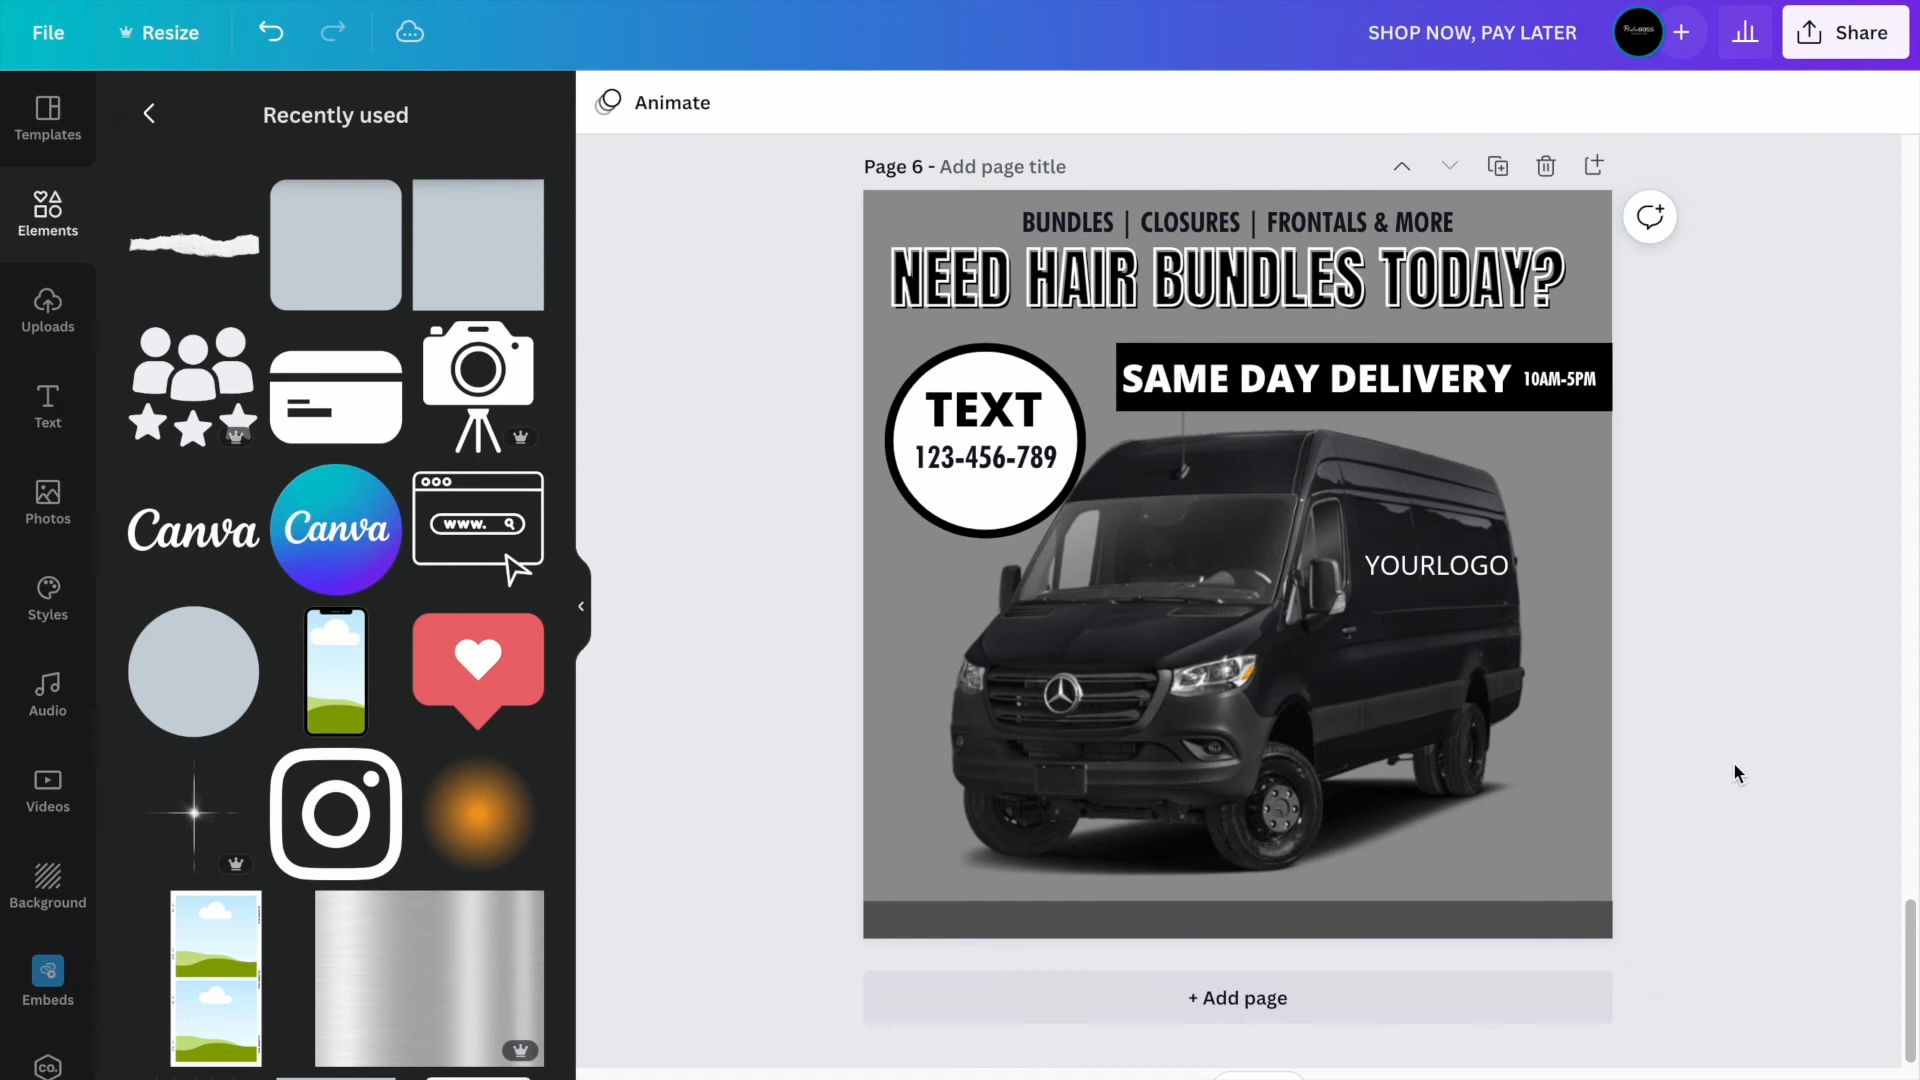 File
Resize
SHOP NOW, PAY LATER
Share
Templates
Elements
Uploads
Text
Photos
Styles
Audio
Videos
Background
Embeds
co.
Recently used
Canva
Canva
www.
Animate
Page 6 - Add page title
BUNDLES | CLOSURES | FRONTALS & MORE
NEED HAIR BUNDLES TODAY?
SAME DAY DELIVERY 10AM-5PM
TEXT
123-456-789
YOURLOGO
+ Add page